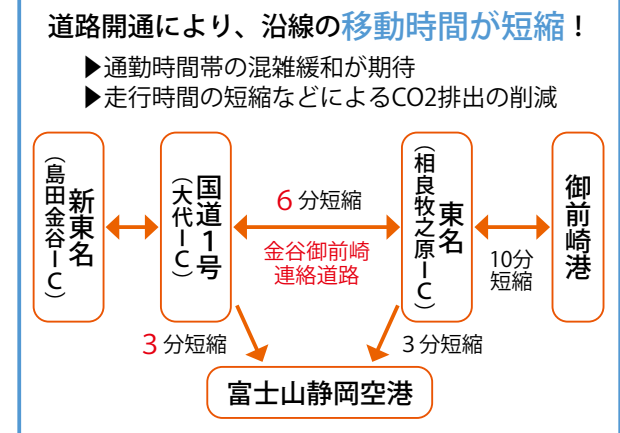 道路開通により、沿線の移動時間が短縮！
▶通勤時間帯の混雑緩和が期待
▶走行時間の短縮などによるCO2排出の削減
新東名
（島田金谷IC）
国道1号
（大代IC）
6分短縮
金谷御前崎
連絡道路
東名
（相良牧之原IC）
10分
短縮
御前崎港
3分短縮
3分短縮
富士山静岡空港